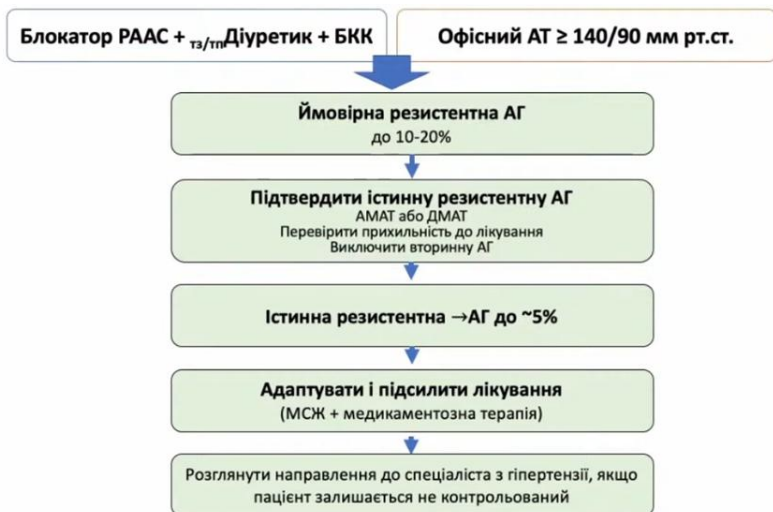 Блокатор РААС + тз/тпДіуретик + БКК
Офісний АТ ≥ 140/90 мм рт.ст.
Ймовірна резистентна АГ
до 10-20%
Підтвердити істинну резистентну АГ
АМАТ або ДМАТ
Перевірити прихильність до лікування
Виключити вторинну АГ
Істинна резистентна →АГ до ~5%
Адаптувати і підсилити лікування
(МСЖ + медикаментозна терапія)
Розглянути направлення до спеціаліста з гіпертензії, якщо
пацієнт залишається не контрольований